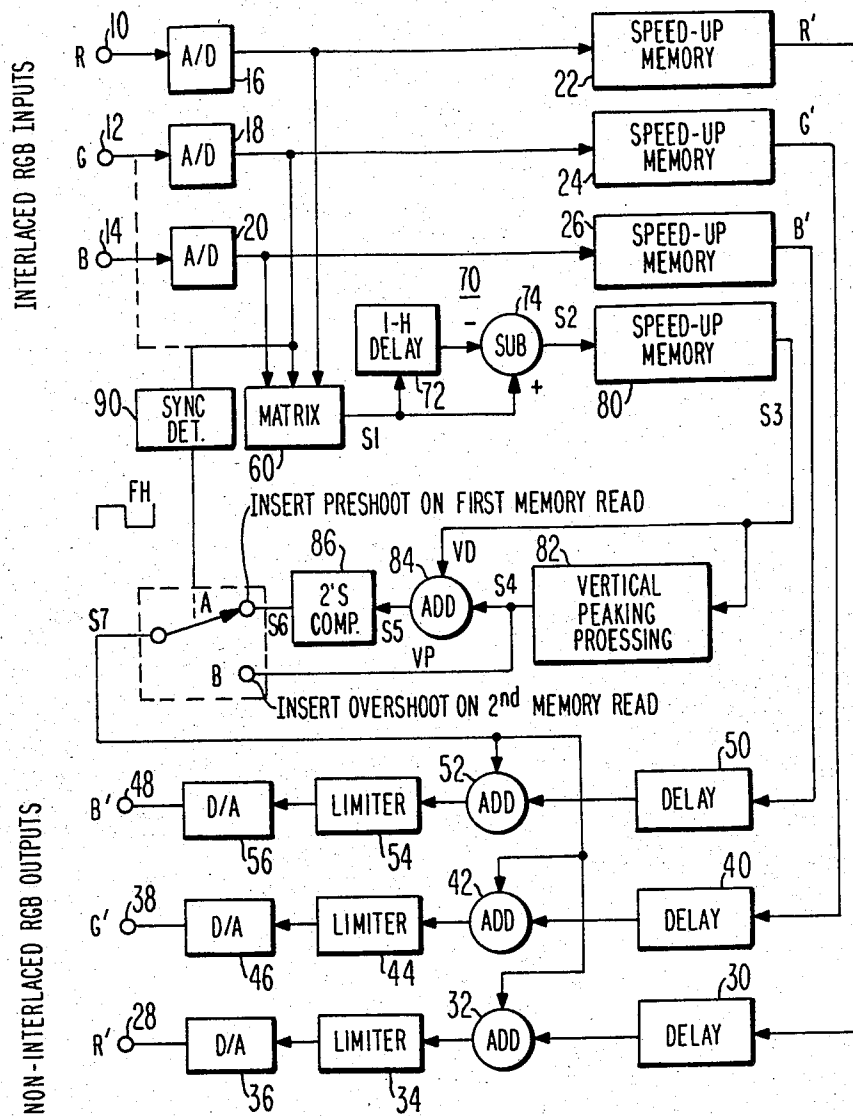 INTERLACED RGB INPUTS
R 10 A/D 16 SPEED-UP MEMORY 22 R'
G 12 A/D 18 SPEED-UP MEMORY 24 G'
B 14 A/D 20 SPEED-UP MEMORY 26 B'
1-H DELAY 72 70 - 74 SUB + S2 SPEED-UP MEMORY 80 S3
90 SYNC DET. MATRIX 60 S1
FH
INSERT PRESHOOT ON FIRST MEMORY READ
S7 A S6 86 2'S COMP. S5 84 ADD VD S4 82 VERTICAL PEAKING PROESSING
B VP
INSERT OVERSHOOT ON 2nd MEMORY READ
NON-INTERLACED RGB OUTPUTS
B' 48 D/A 56 LIMITER 54 52 ADD DELAY 50
G' 38 D/A 46 LIMITER 44 42 ADD DELAY 40
R' 28 D/A 36 LIMITER 34 32 ADD DELAY 30